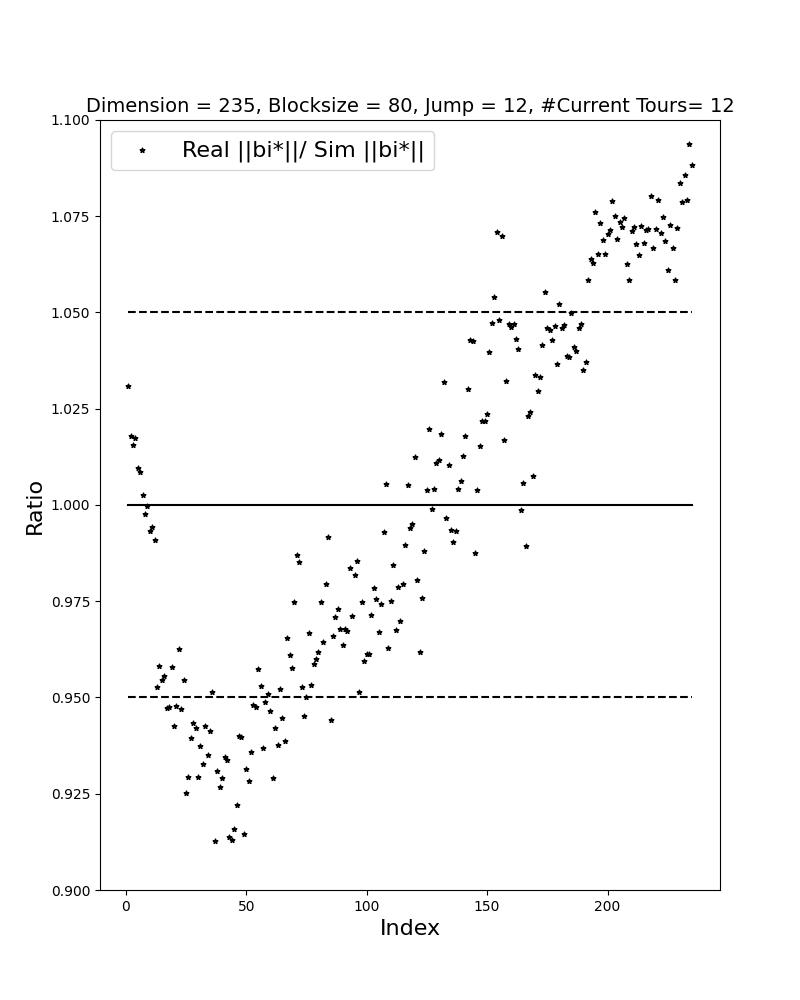 Dimension = 235, Blocksize = 80, Jump = 12, #Current Tours= 12
Real ||bi*||/ Sim ||bi*||
1.100
1.075
1.050
1.025
1.000
0.975
0.950
0.925
0.900
Ratio
0 50 100 150 200
Index